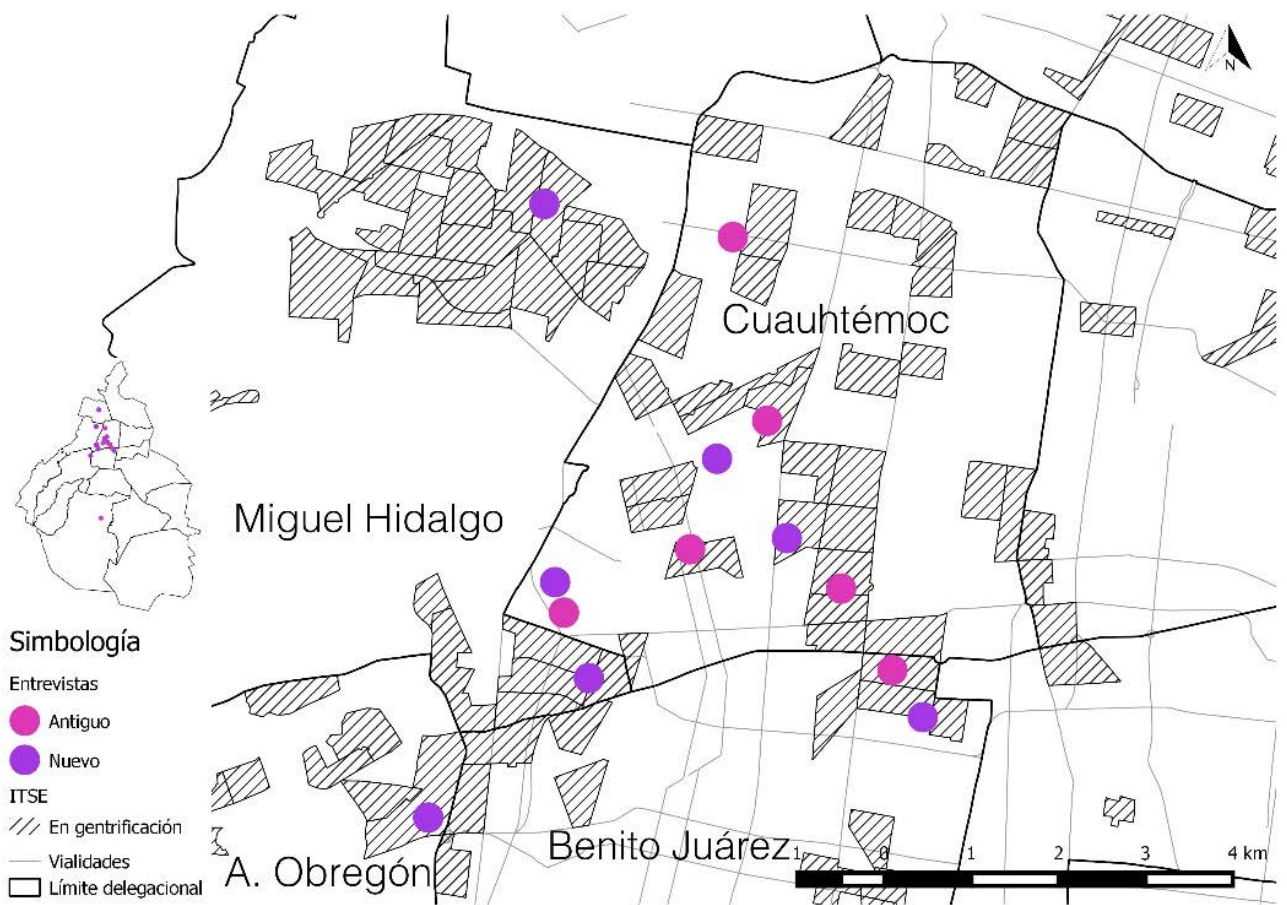 N
Cuauhtémoc
Miguel Hidalgo
Simbología
Entrevistas
Antiguo
Nuevo
ITSE
En gentrificación
Vialidades
Límite delegacional
A. Obregón
Benito Juárez
1 0 1 2 3 4 km